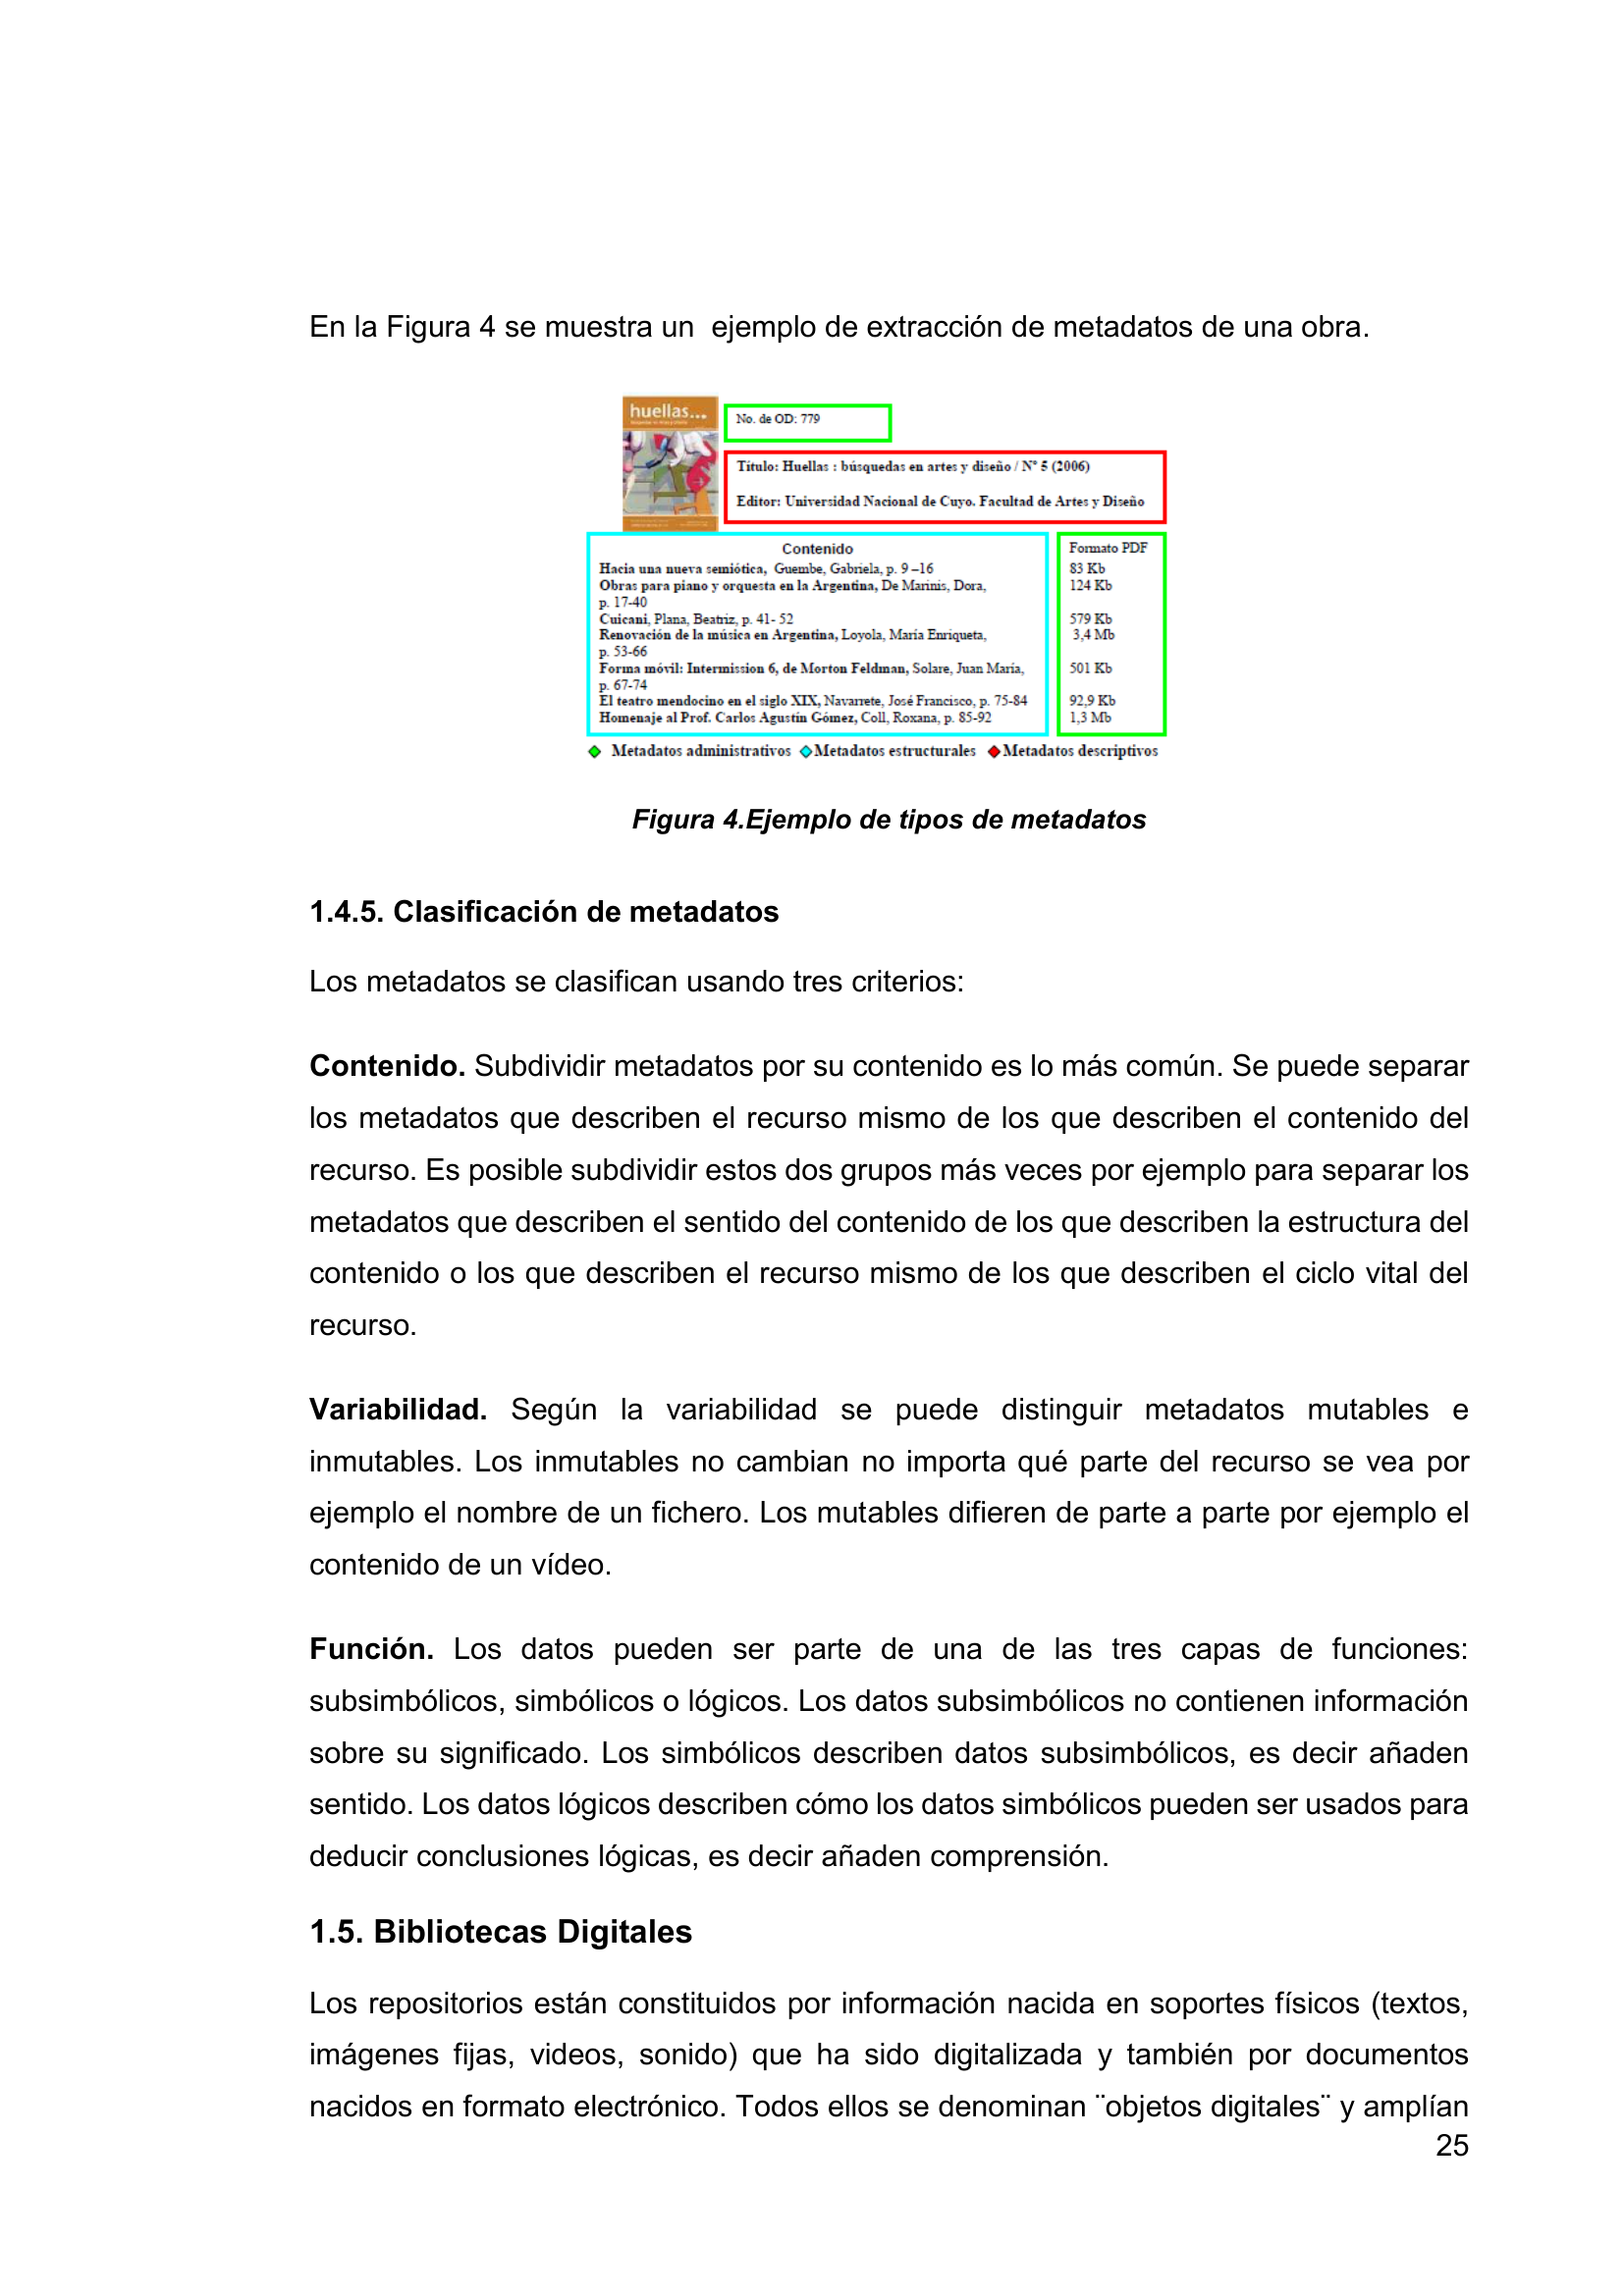 En la Figura 4 se muestra un  ejemplo de extracción de metadatos de una obra.
huellas...
No. de OD: 779
Título: Huellas : búsquedas en artes y diseño / Nº 5 (2006)
Editor: Universidad Nacional de Cuyo. Facultad de Artes y Diseño
Contenido
Hacia una nueva semiótica,  Guembe, Gabriela, p. 9 –16
Obras para piano y orquesta en la Argentina, De Marinis, Dora,
p. 17-40
Cuicani, Plana, Beatriz, p. 41- 52
Renovación de la música en Argentina, Loyola, María Enriqueta,
p. 53-66
Forma móvil: Intermission 6, de Morton Feldman, Solare, Juan María,
p. 67-74
El teatro mendocino en el siglo XIX, Navarrete, José Francisco, p. 75-84
Homenaje al Prof. Carlos Agustín Gómez, Coll, Roxana, p. 85-92
Formato PDF
83 Kb
124 Kb
579 Kb
3,4 Mb
501 Kb
92,9 Kb
1,3 Mb
Metadatos administrativos Metadatos estructurales Metadatos descriptivos
Figura 4.Ejemplo de tipos de metadatos
1.4.5. Clasificación de metadatos
Los metadatos se clasifican usando tres criterios:
Contenido. Subdividir metadatos por su contenido es lo más común. Se puede separar
los metadatos que describen el recurso mismo de los que describen el contenido del
recurso. Es posible subdividir estos dos grupos más veces por ejemplo para separar los
metadatos que describen el sentido del contenido de los que describen la estructura del
contenido o los que describen el recurso mismo de los que describen el ciclo vital del
recurso.
Variabilidad. Según la variabilidad se puede distinguir metadatos mutables e
inmutables. Los inmutables no cambian no importa qué parte del recurso se vea por
ejemplo el nombre de un fichero. Los mutables difieren de parte a parte por ejemplo el
contenido de un vídeo.
Función. Los datos pueden ser parte de una de las tres capas de funciones:
subsimbólicos, simbólicos o lógicos. Los datos subsimbólicos no contienen información
sobre su significado. Los simbólicos describen datos subsimbólicos, es decir añaden
sentido. Los datos lógicos describen cómo los datos simbólicos pueden ser usados para
deducir conclusiones lógicas, es decir añaden comprensión.
1.5. Bibliotecas Digitales
Los repositorios están constituidos por información nacida en soportes físicos (textos,
imágenes fijas, videos, sonido) que ha sido digitalizada y también por documentos
nacidos en formato electrónico. Todos ellos se denominan ¨objetos digitales¨ y amplían
25